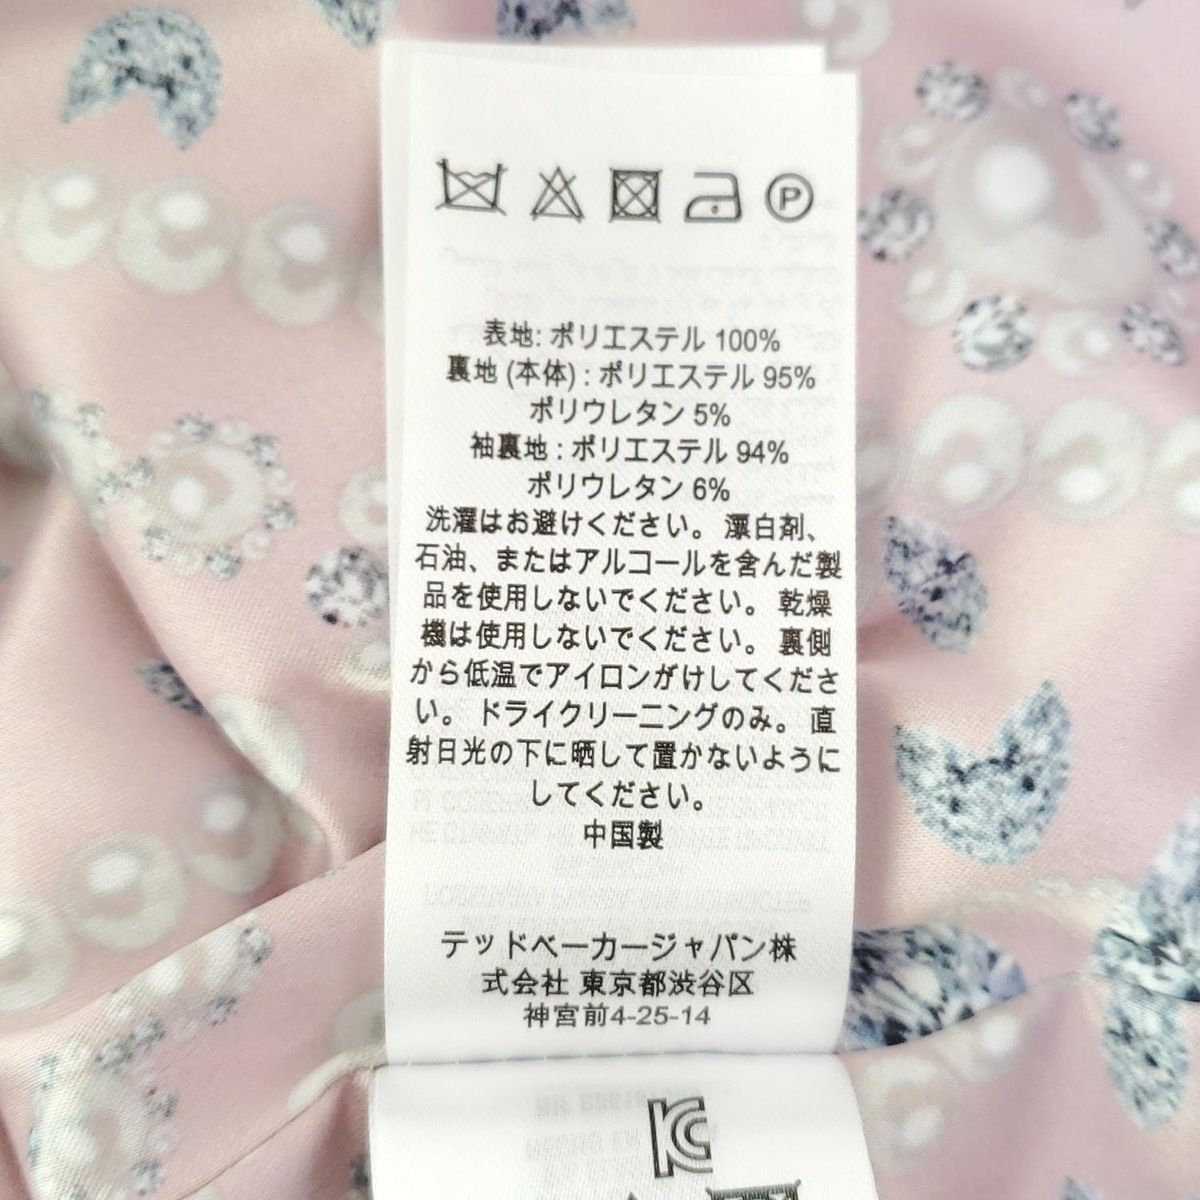 P
表地: ポリエステル 100%
裏地 (本体) : ポリエステル 95%
ポリウレタン 5%
袖裏地 : ポリエステル 94%
ポリウレタン 6%
洗濯はお避けください。 漂白剤、
石油、またはアルコールを含んだ製
品を使用しないでください。 乾燥
機は使用しないでください。 裏側
から低温でアイロンがけしてくださ
い。 ドライクリーニングのみ。 直
射日光の下に晒して置かないように
してください。
中国製
テッドベーカージャパン株
式会社 東京都渋谷区
神宮前4-25-14